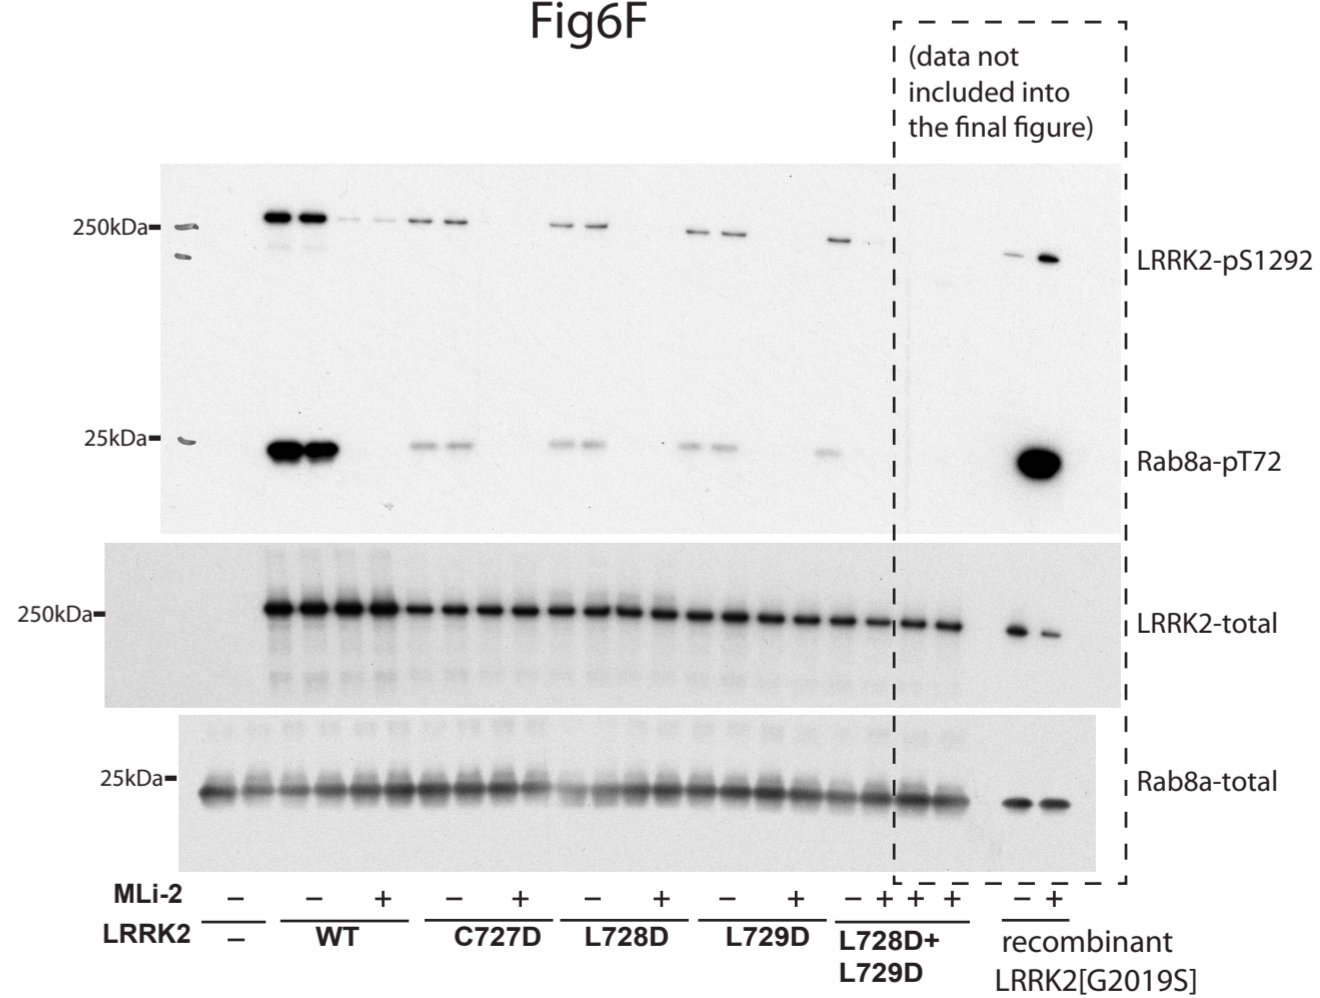 Fig6F
(data not
included into
the final figure)
250kDa
LRRK2-pS1292
25kDa
Rab8a-pT72
250kDa
LRRK2-total
25kDa
Rab8a-total
MLi-2 – – + – + – + – + – + + + – +
LRRK2 – WT C727D L728D L729D L728D+ recombinant
L729D LRRK2[G2019S]